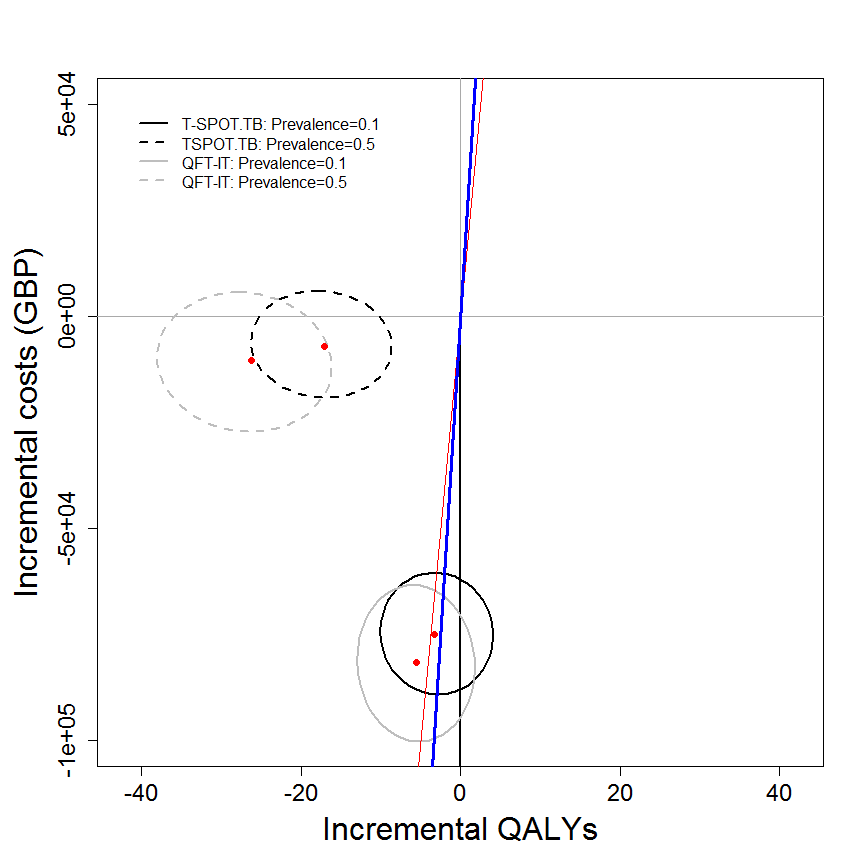 T-SPOT.TB: Prevalence=0.1
TSPOT.TB: Prevalence=0.5
QFT-IT: Prevalence=0.1
QFT-IT: Prevalence=0.5
Incremental costs (GBP)
5e+04
0e+00
-5e+04
-1e+05
-40 -20 0 20 40
Incremental QALYs